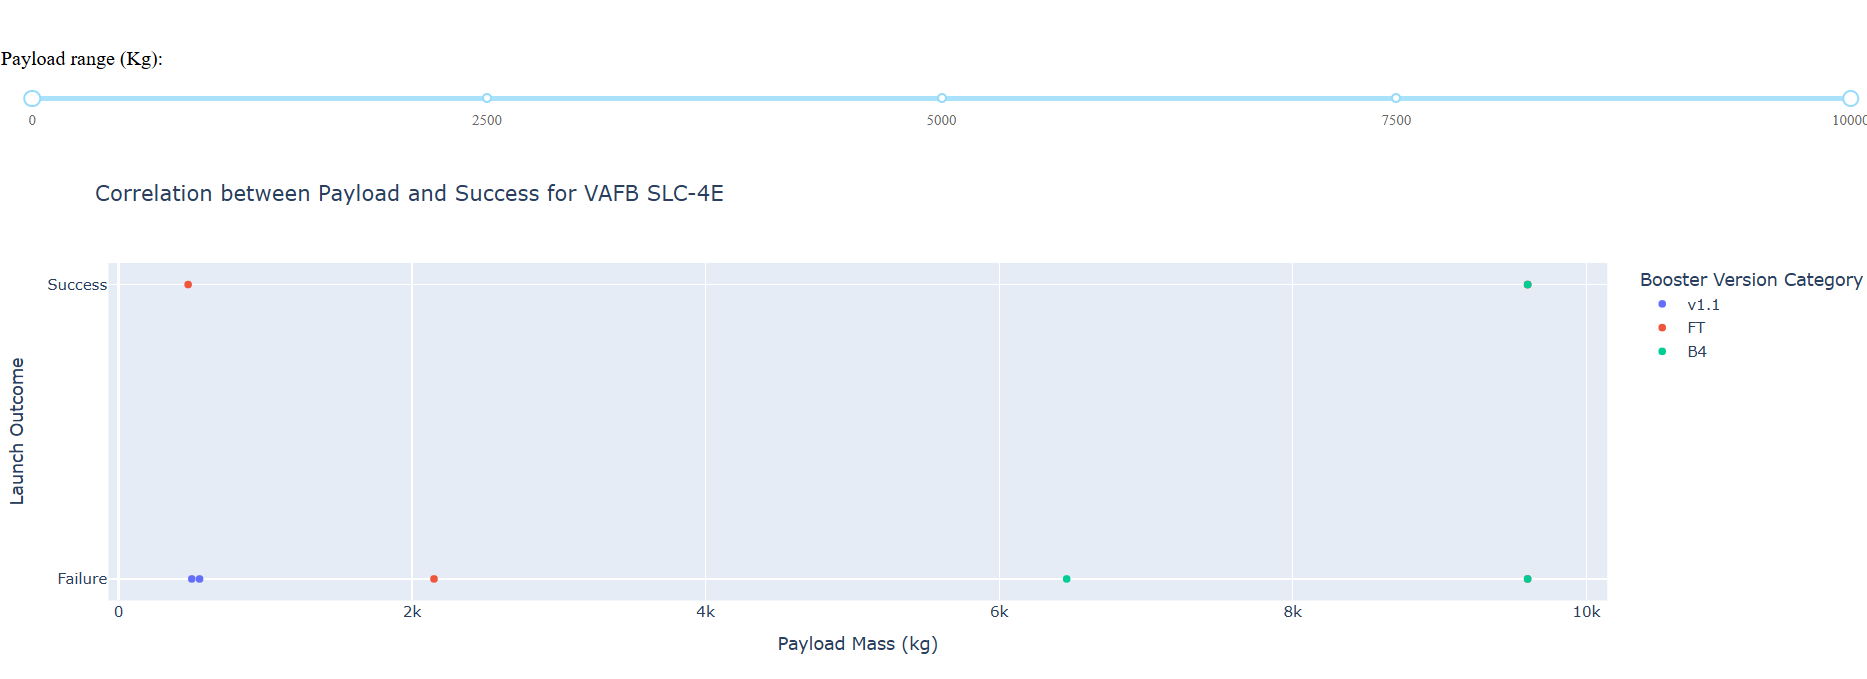 Payload range (Kg):
0 2500 5000 7500 10000
Correlation between Payload and Success for VAFB SLC-4E
Success
Failure
Launch Outcome
0 2k 4k 6k 8k 10k
Payload Mass (kg)
Booster Version Category
v1.1
FT
B4